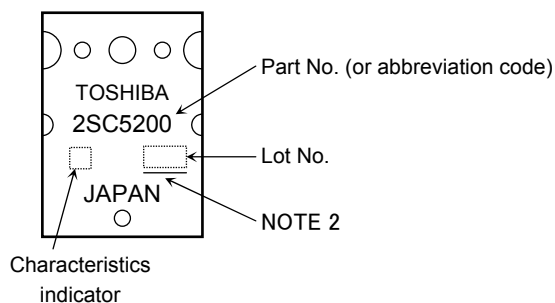 TOSHIBA
Part No. (or abbreviation code)
2SC5200
Lot No.
JAPAN
NOTE 2
Characteristics
indicator